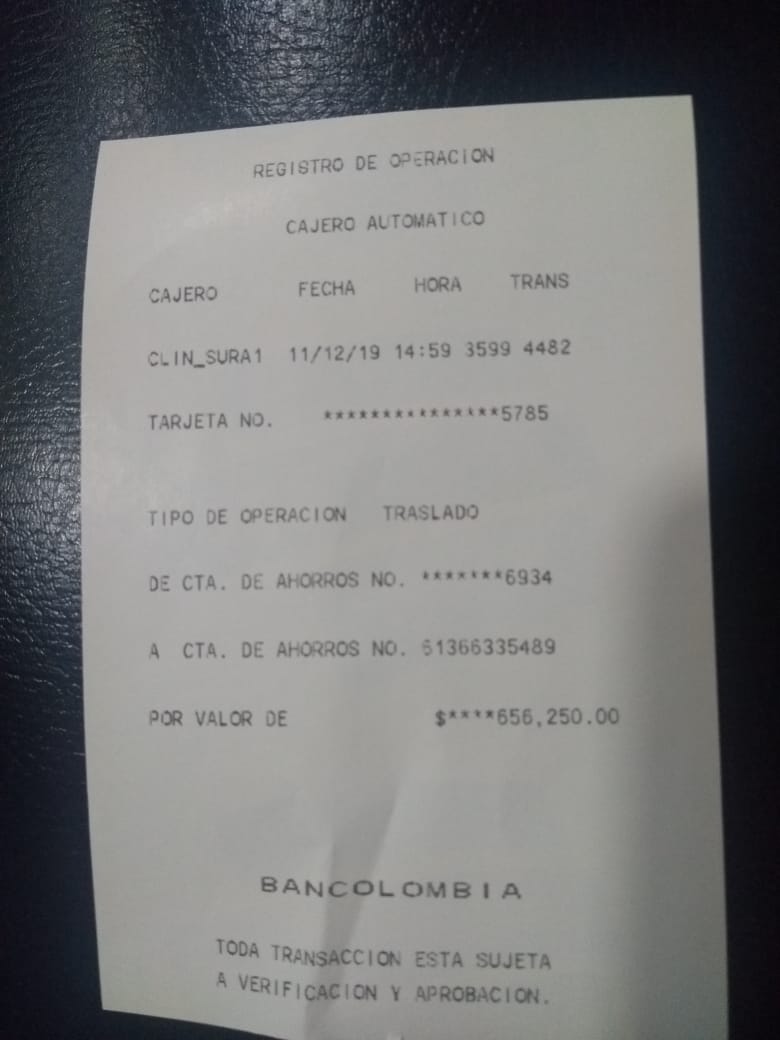 REGISTRO DE OPERACION
CAJERO AUTOMATICO
CAJERO FECHA HORA TRANS
CLIN_SURA1 11/12/19 14:59 3599 4482
TARJETA NO. ***************5785
TIPO DE OPERACION TRASLADO
DE CTA. DE AHORROS NO. *******6934
A CTA. DE AHORROS NO. 61366335489
POR VALOR DE $****656,250.00
BANCOLOMBIA
TODA TRANSACCION ESTA SUJETA
A VERIFICACION Y APROBACION.